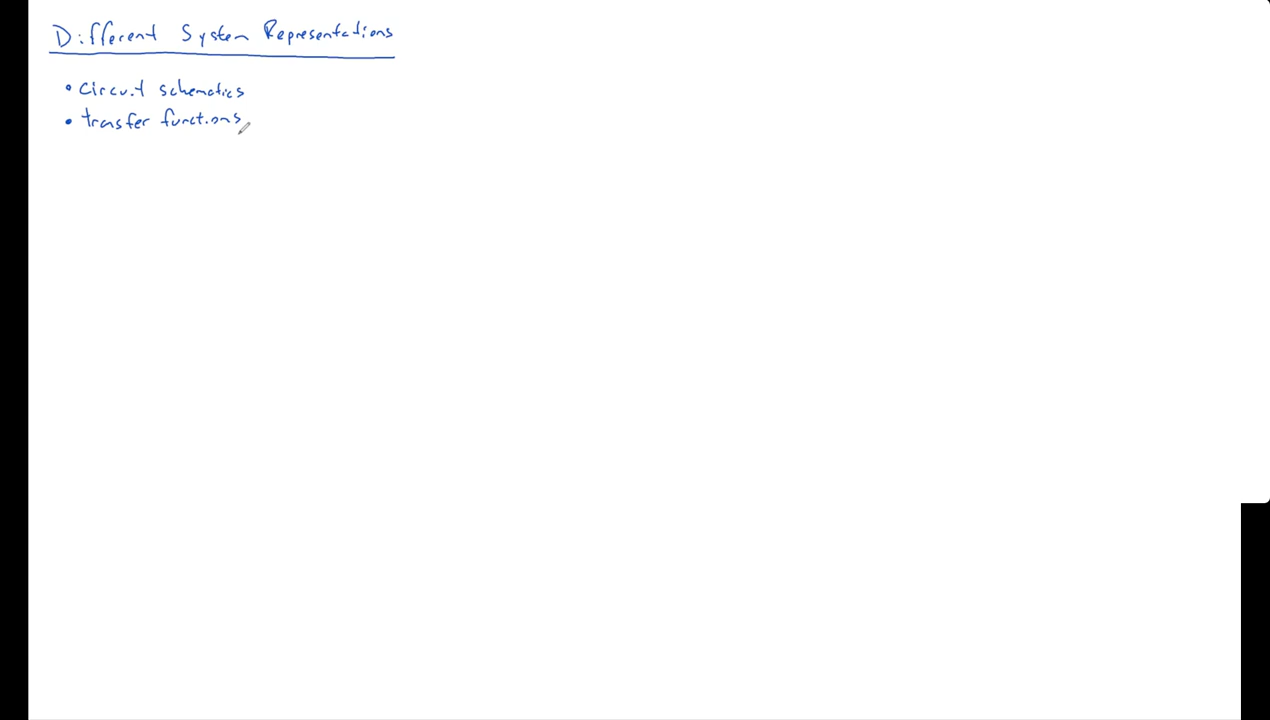 Different System Representations
• circuit schematics
• transfer functions